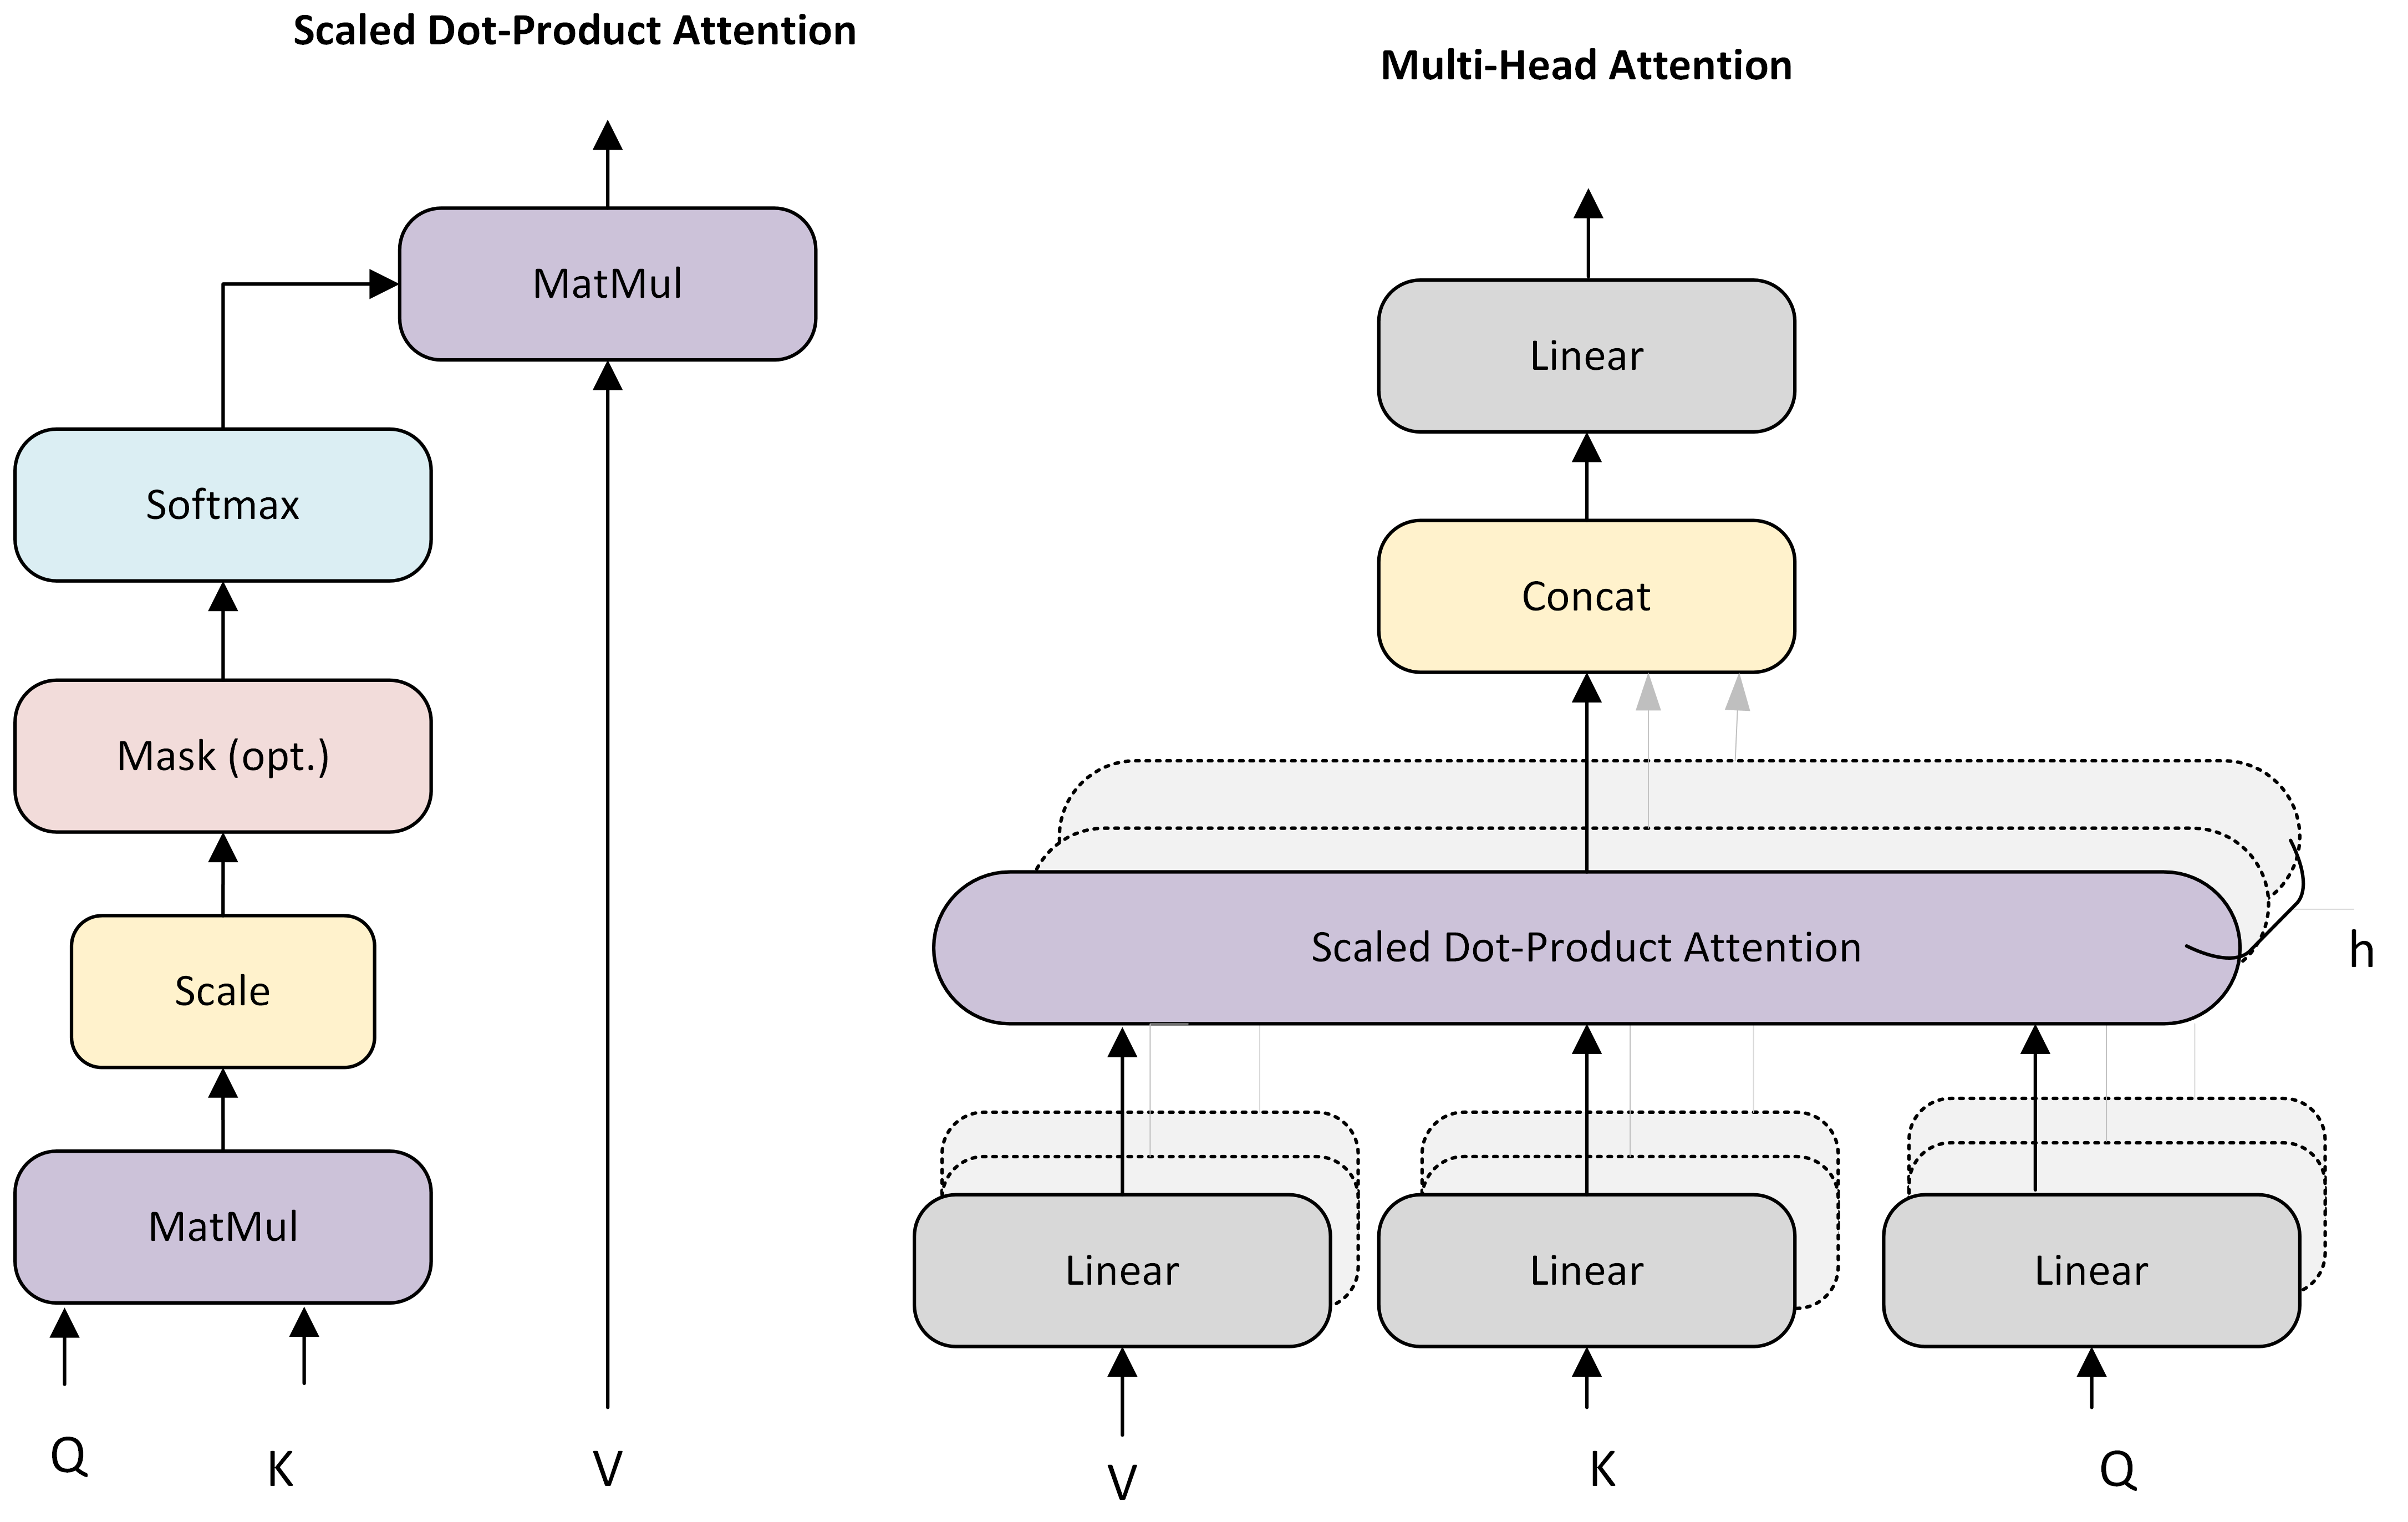 Scaled Dot-Product Attention
MatMul
Softmax
Mask (opt.)
Scale
MatMul
Q
K
V
Multi-Head Attention
Linear
Concat
Scaled Dot-Product Attention
h
Linear
Linear
Linear
V
K
Q